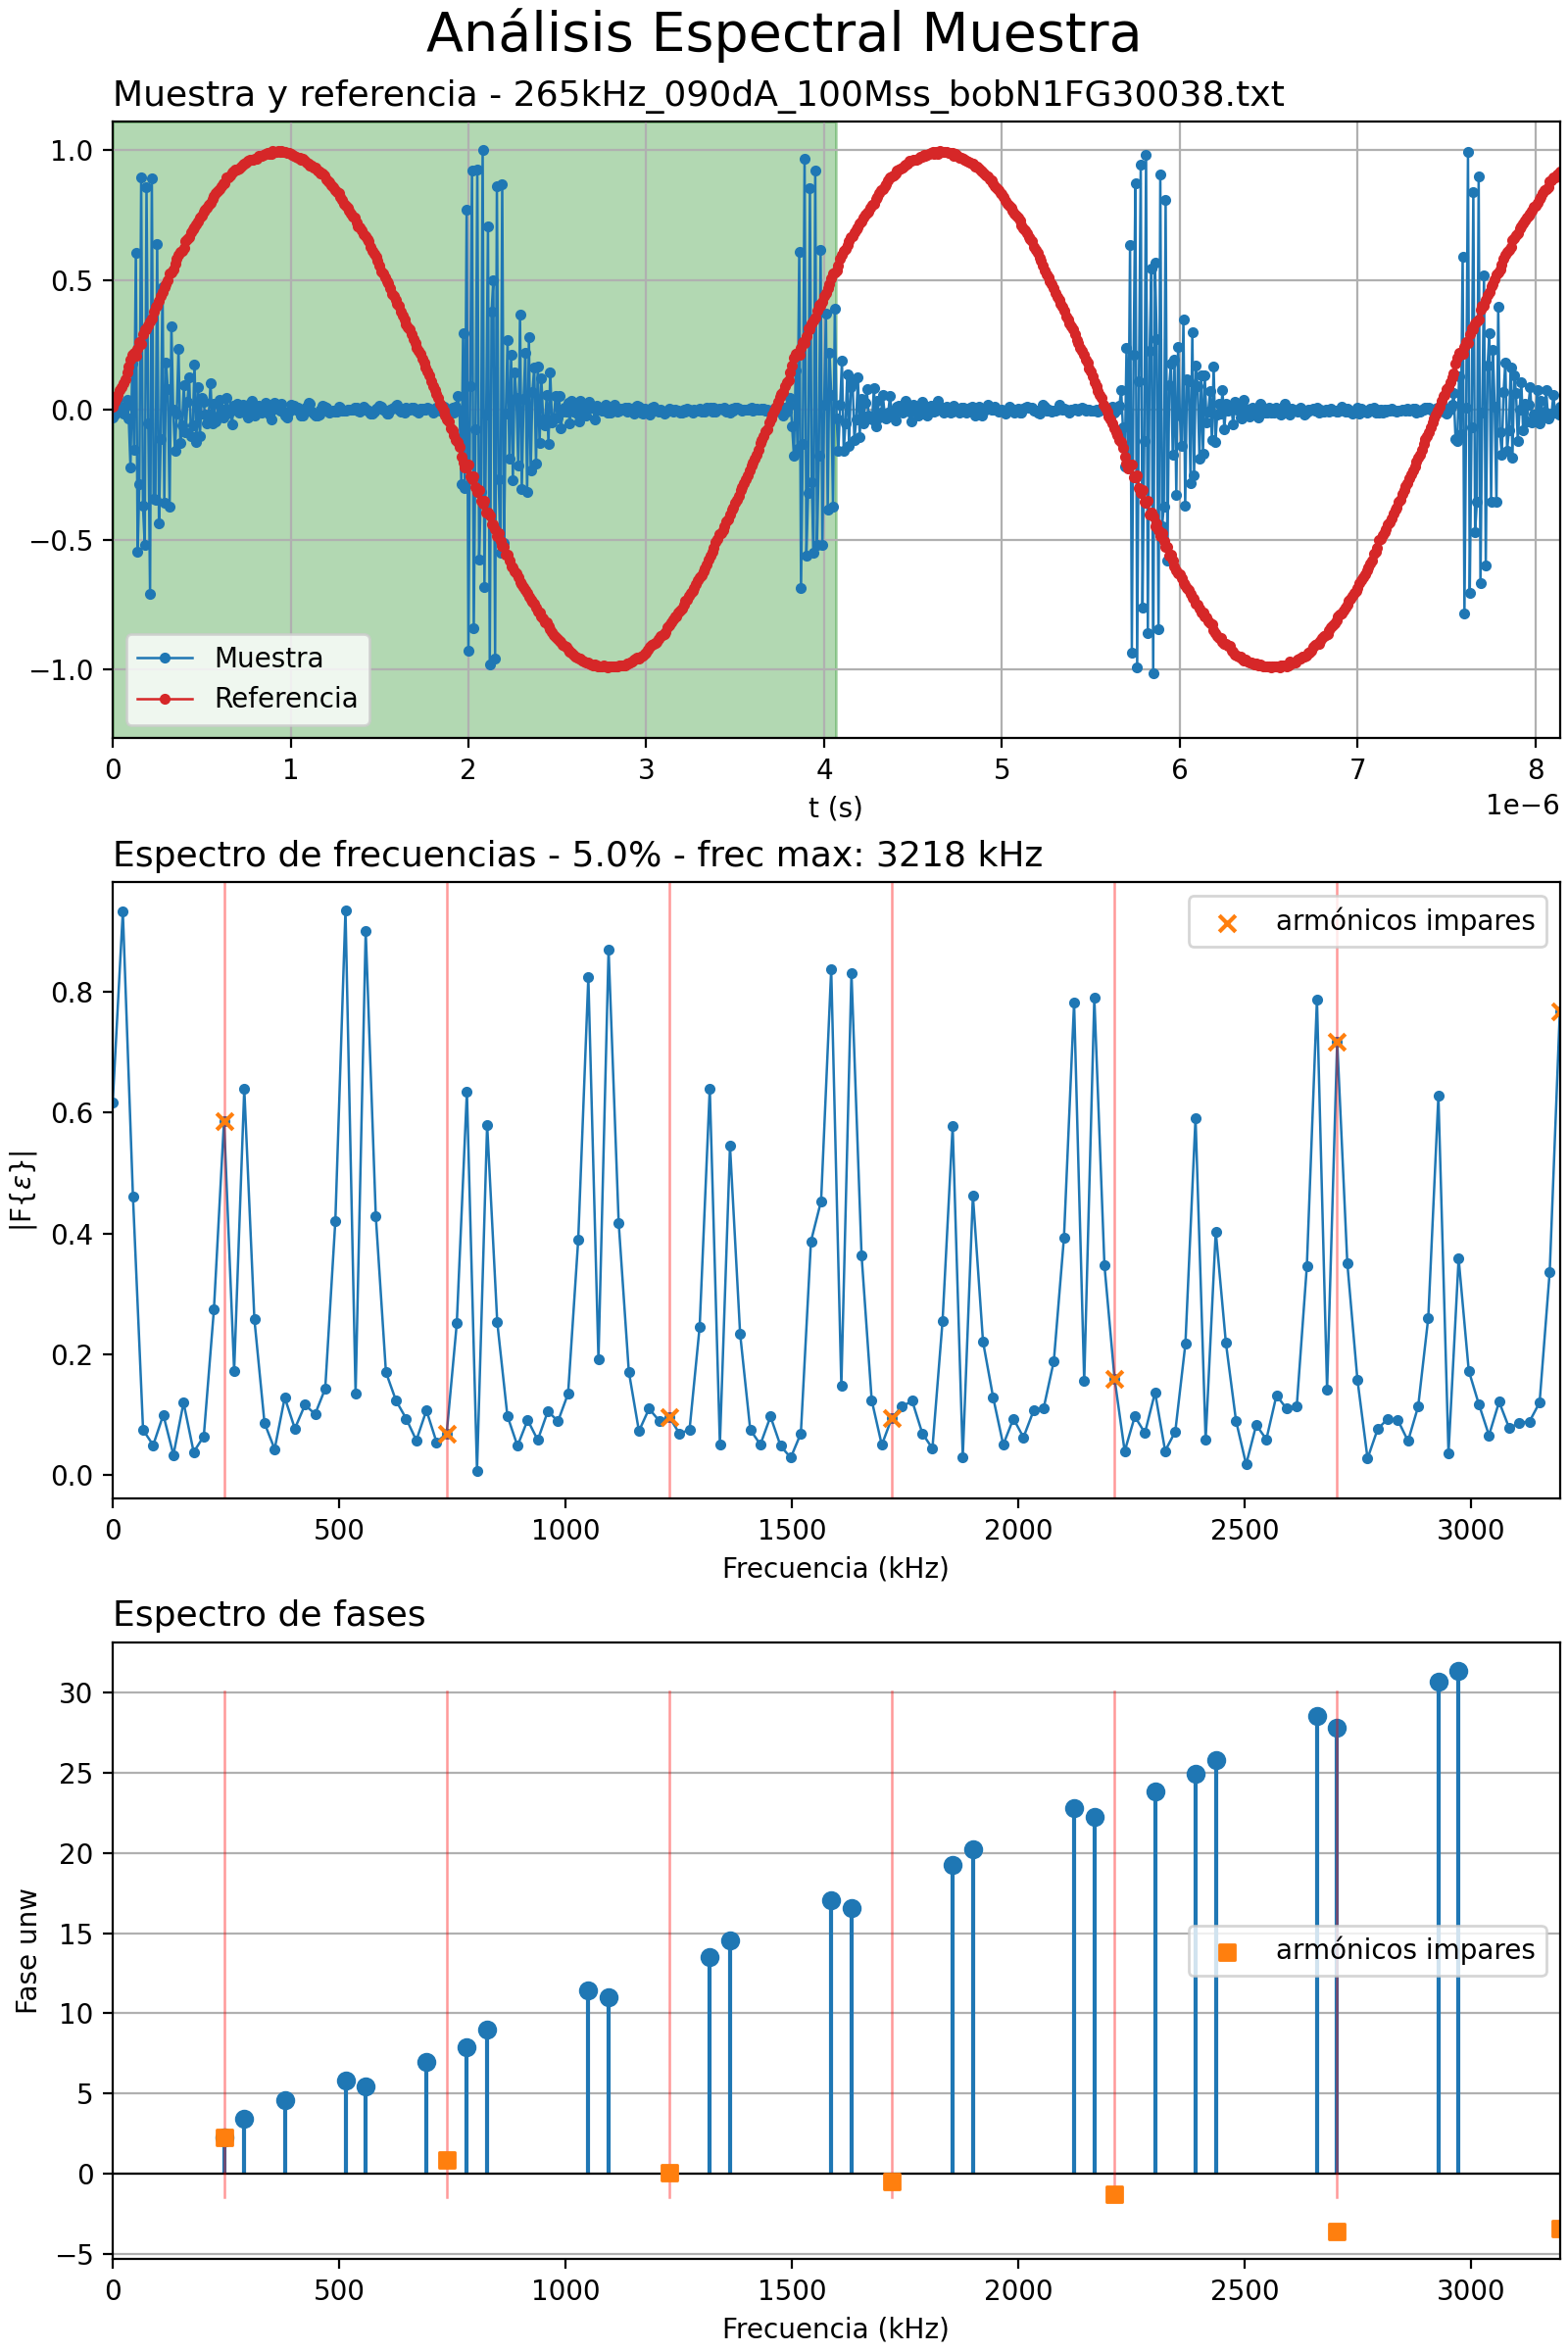 Análisis Espectral Muestra
Muestra y referencia - 265kHz_090dA_100Mss_bobN1FG30038.txt
1.0
0.5
0.0
−0.5
−1.0
Muestra
Referencia
0 1 2 3 4 5 6 7 8
t (s)
1e−6
Espectro de frecuencias - 5.0% - frec max: 3218 kHz
armónicos impares
|F{ε}|
0.8
0.6
0.4
0.2
0.0
0 500 1000 1500 2000 2500 3000
Frecuencia (kHz)
Espectro de fases
Fase unw
30
25
20
15
10
5
0
−5
armónicos impares
0 500 1000 1500 2000 2500 3000
Frecuencia (kHz)